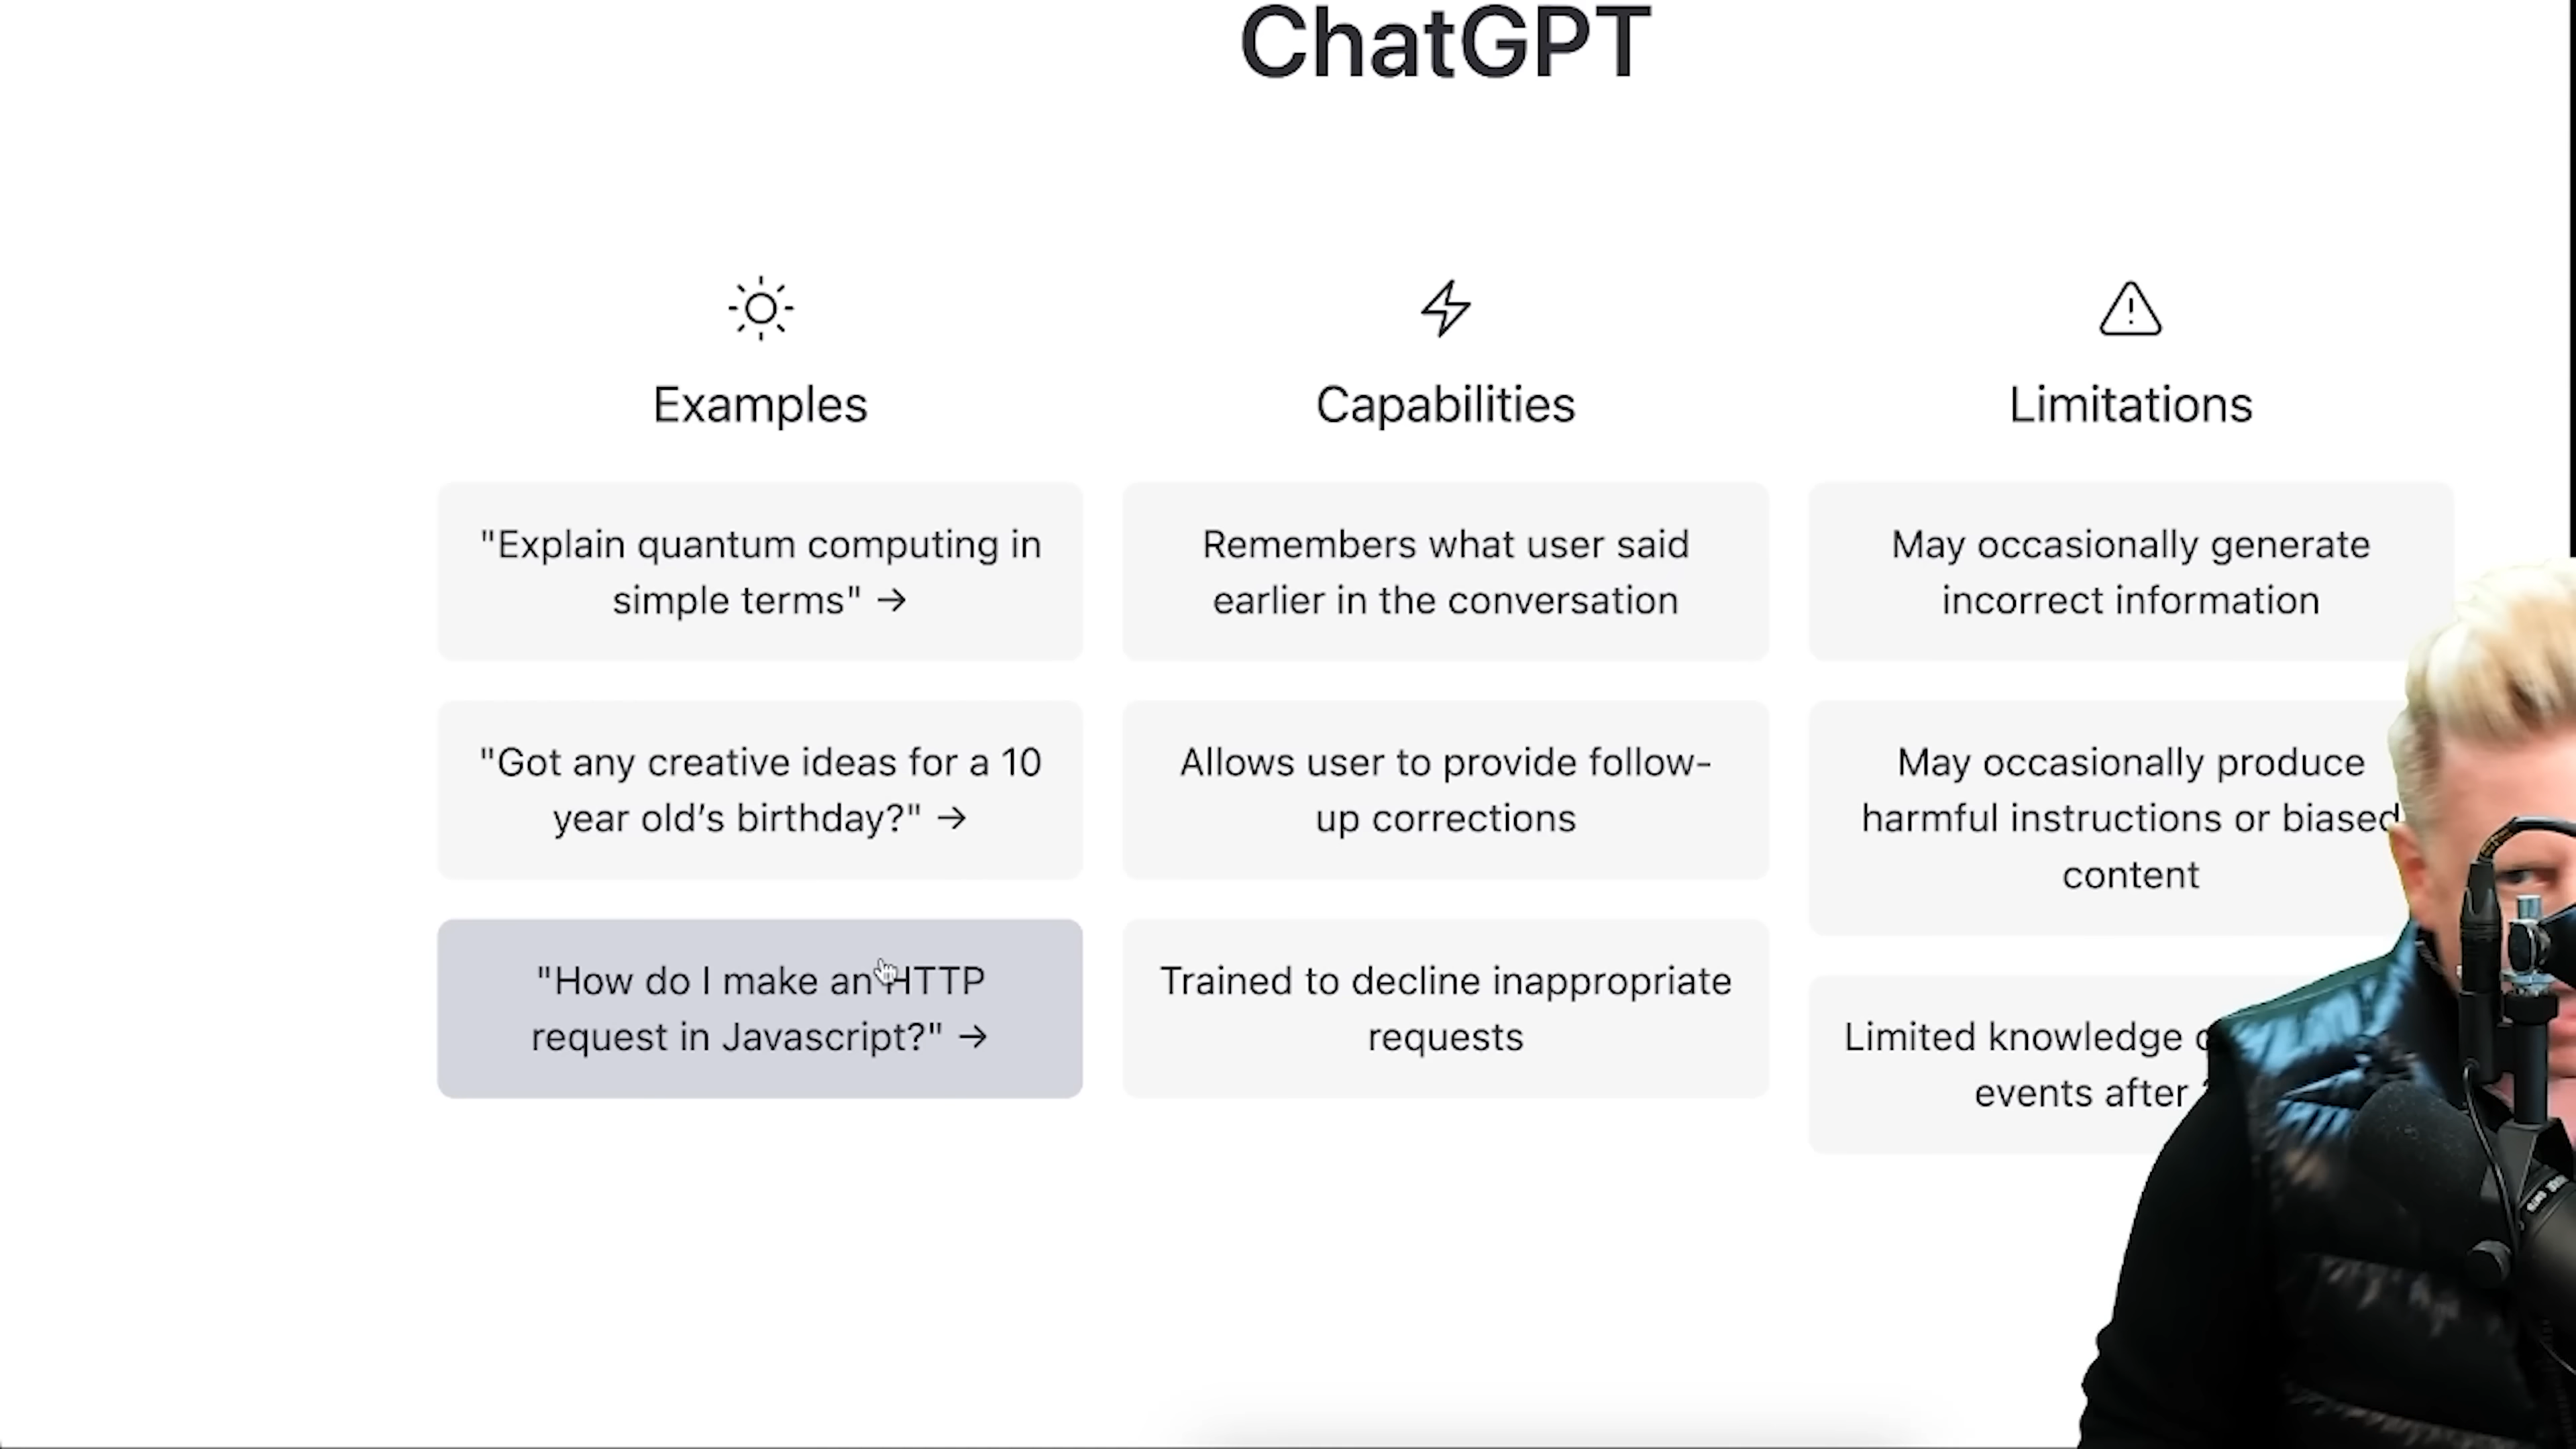 ChatGPT
Examples
"Explain quantum computing in
simple terms" →
"Got any creative ideas for a 10
year old's birthday?" →
"How do I make an HTTP
request in Javascript?" →
Capabilities
Remembers what user said
earlier in the conversation
Allows user to provide follow-
up corrections
Trained to decline inappropriate
requests
Limitations
May occasionally generate
incorrect information
May occasionally produce
harmful instructions or biased
content
Limited knowledge
events after